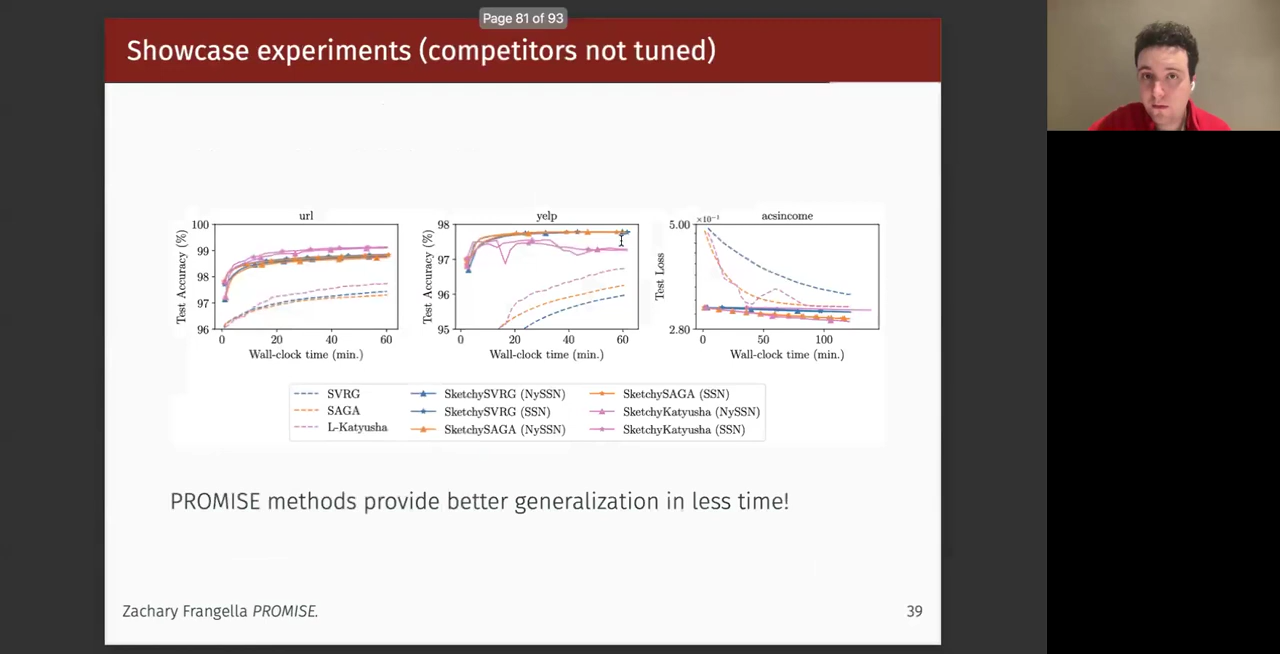 Page 81 of 93
Showcase experiments (competitors not tuned)
url
100
99
98
97
96
Test Accuracy (%)
0 20 40 60
Wall-clock time (min.)
yelp
98
97
96
95
Test Accuracy (%)
0 20 40 60
Wall-clock time (min.)
acsincome
×10⁻¹
5.00
2.80
Test Loss
0 50 100
Wall-clock time (min.)
SVRG
SAGA
L-Katyusha
SketchySVRG (NySSN)
SketchySVRG (SSN)
SketchySAGA (NySSN)
SketchySAGA (SSN)
SketchyKatyusha (NySSN)
SketchyKatyusha (SSN)
PROMISE methods provide better generalization in less time!
Zachary Frangella PROMISE.
39